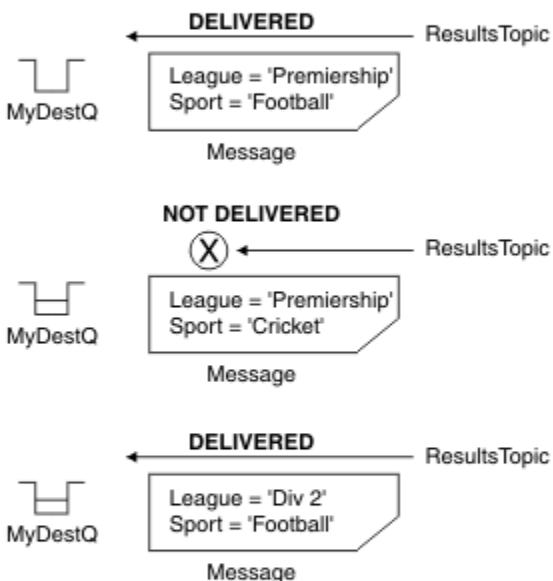 DELIVERED
ResultsTopic
League = 'Premiership'
Sport = 'Football'
MyDestQ
Message
NOT DELIVERED
X
ResultsTopic
League = 'Premiership'
Sport = 'Cricket'
MyDestQ
Message
DELIVERED
ResultsTopic
League = 'Div 2'
Sport = 'Football'
MyDestQ
Message